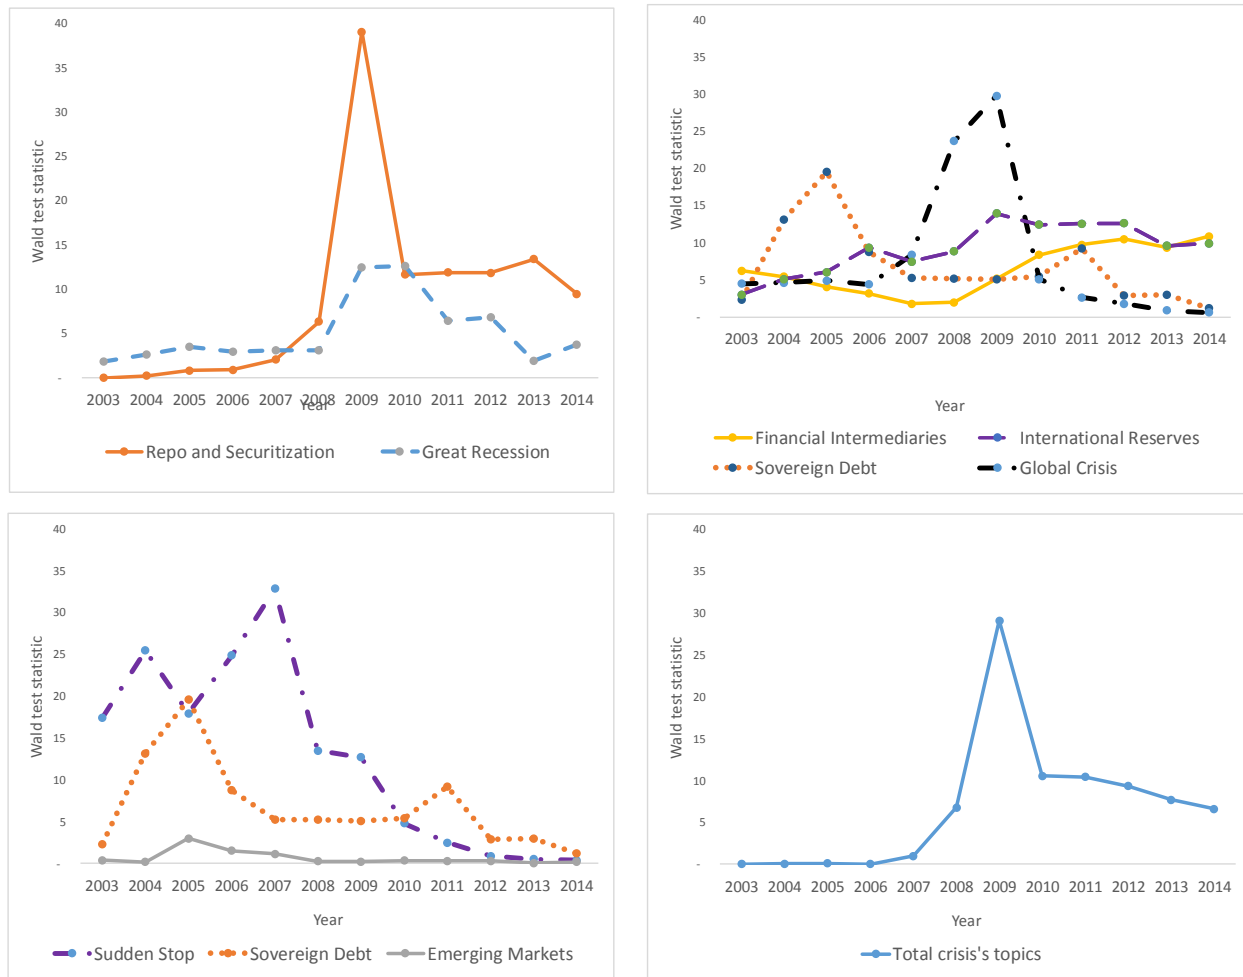 40
35
30
25
20
15
10
5
-
Wald test statistic
2003 2004 2005 2006 2007 2008 2009 2010 2011 2012 2013 2014
Year
Repo and Securitization Great Recession
40
35
30
25
20
15
10
5
-
Wald test statistic
2003 2004 2005 2006 2007 2008 2009 2010 2011 2012 2013 2014
Year
Financial Intermediaries International Reserves
Sovereign Debt Global Crisis
40
35
30
25
20
15
10
5
-
Wald test statistic
2003 2004 2005 2006 2007 2008 2009 2010 2011 2012 2013 2014
Year
Sudden Stop Sovereign Debt Emerging Markets
40
35
30
25
20
15
10
5
-
Wald test statistic
2003 2004 2005 2006 2007 2008 2009 2010 2011 2012 2013 2014
Year
Total crisis's topics